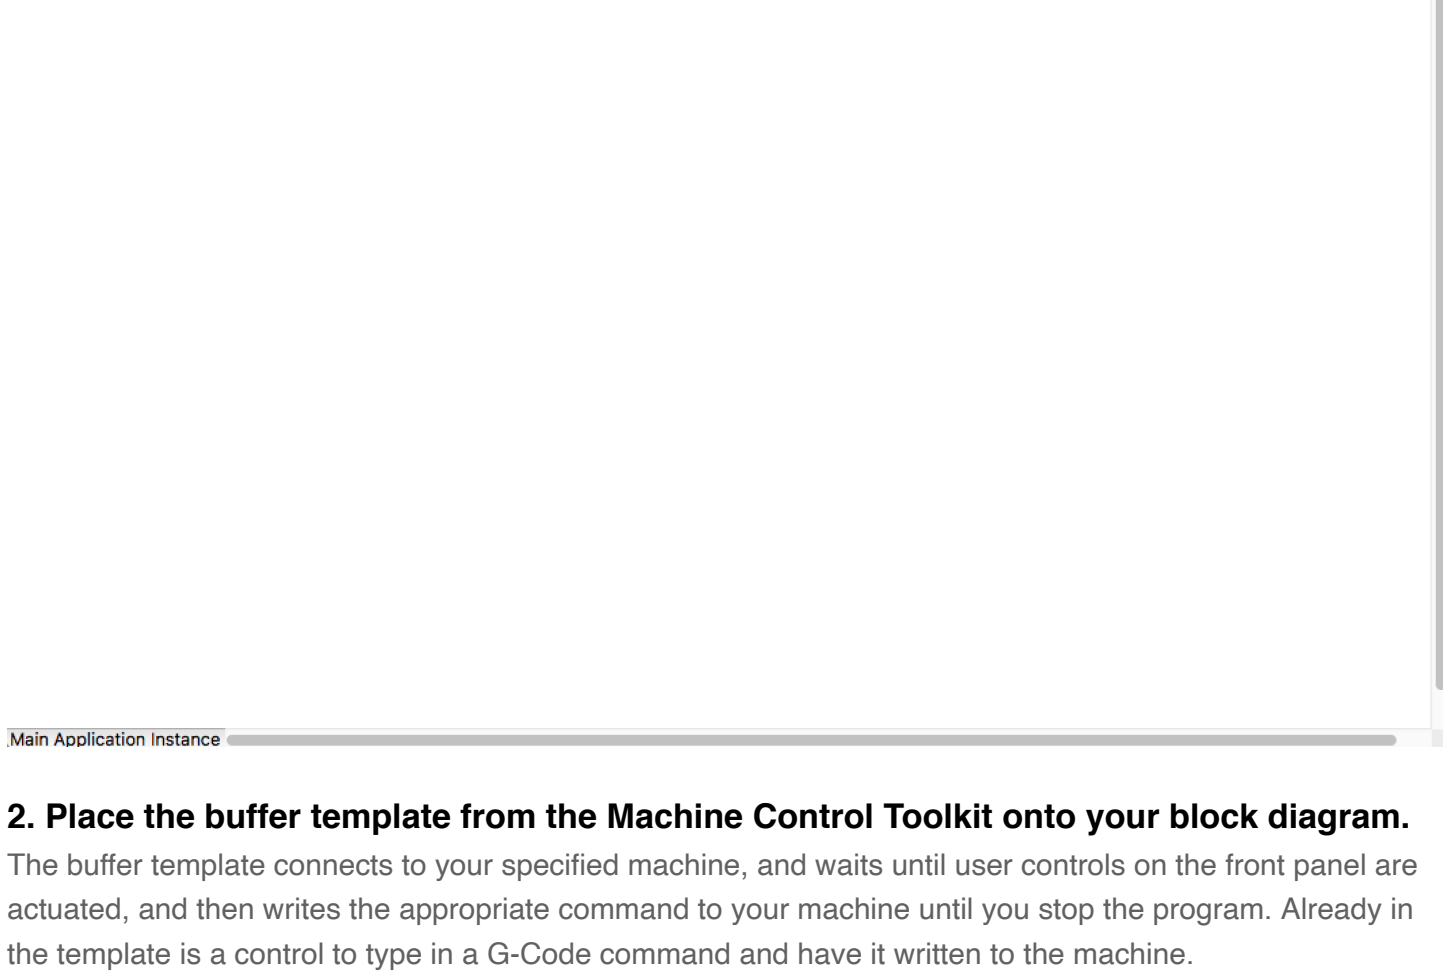 Main Application Instance
2. Place the buffer template from the Machine Control Toolkit onto your block diagram.
The buffer template connects to your specified machine, and waits until user controls on the front panel are
actuated, and then writes the appropriate command to your machine until you stop the program. Already in
the template is a control to type in a G-Code command and have it written to the machine.